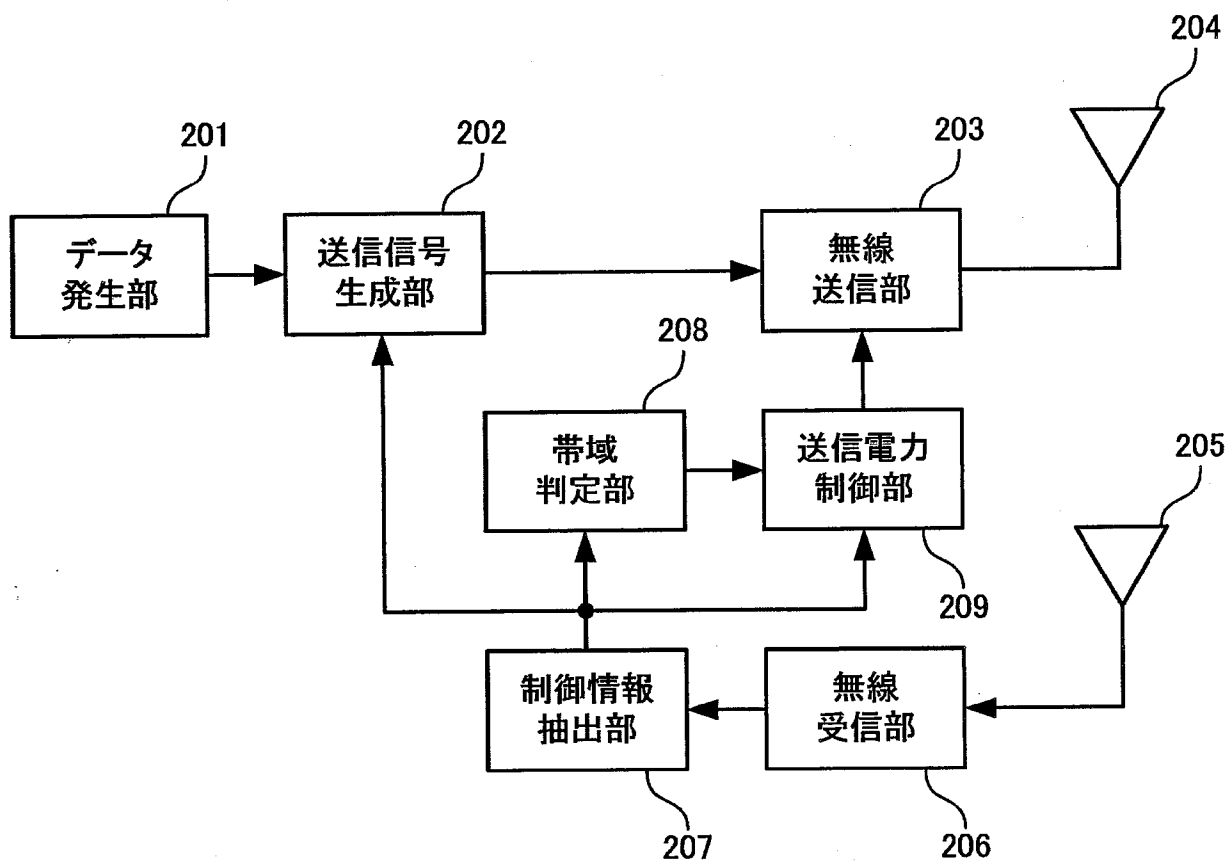 204
201
202
203
データ
発生部
送信信号
生成部
無線
送信部
208
帯域
判定部
送信電力
制御部
205
209
制御情報
抽出部
無線
受信部
207
206